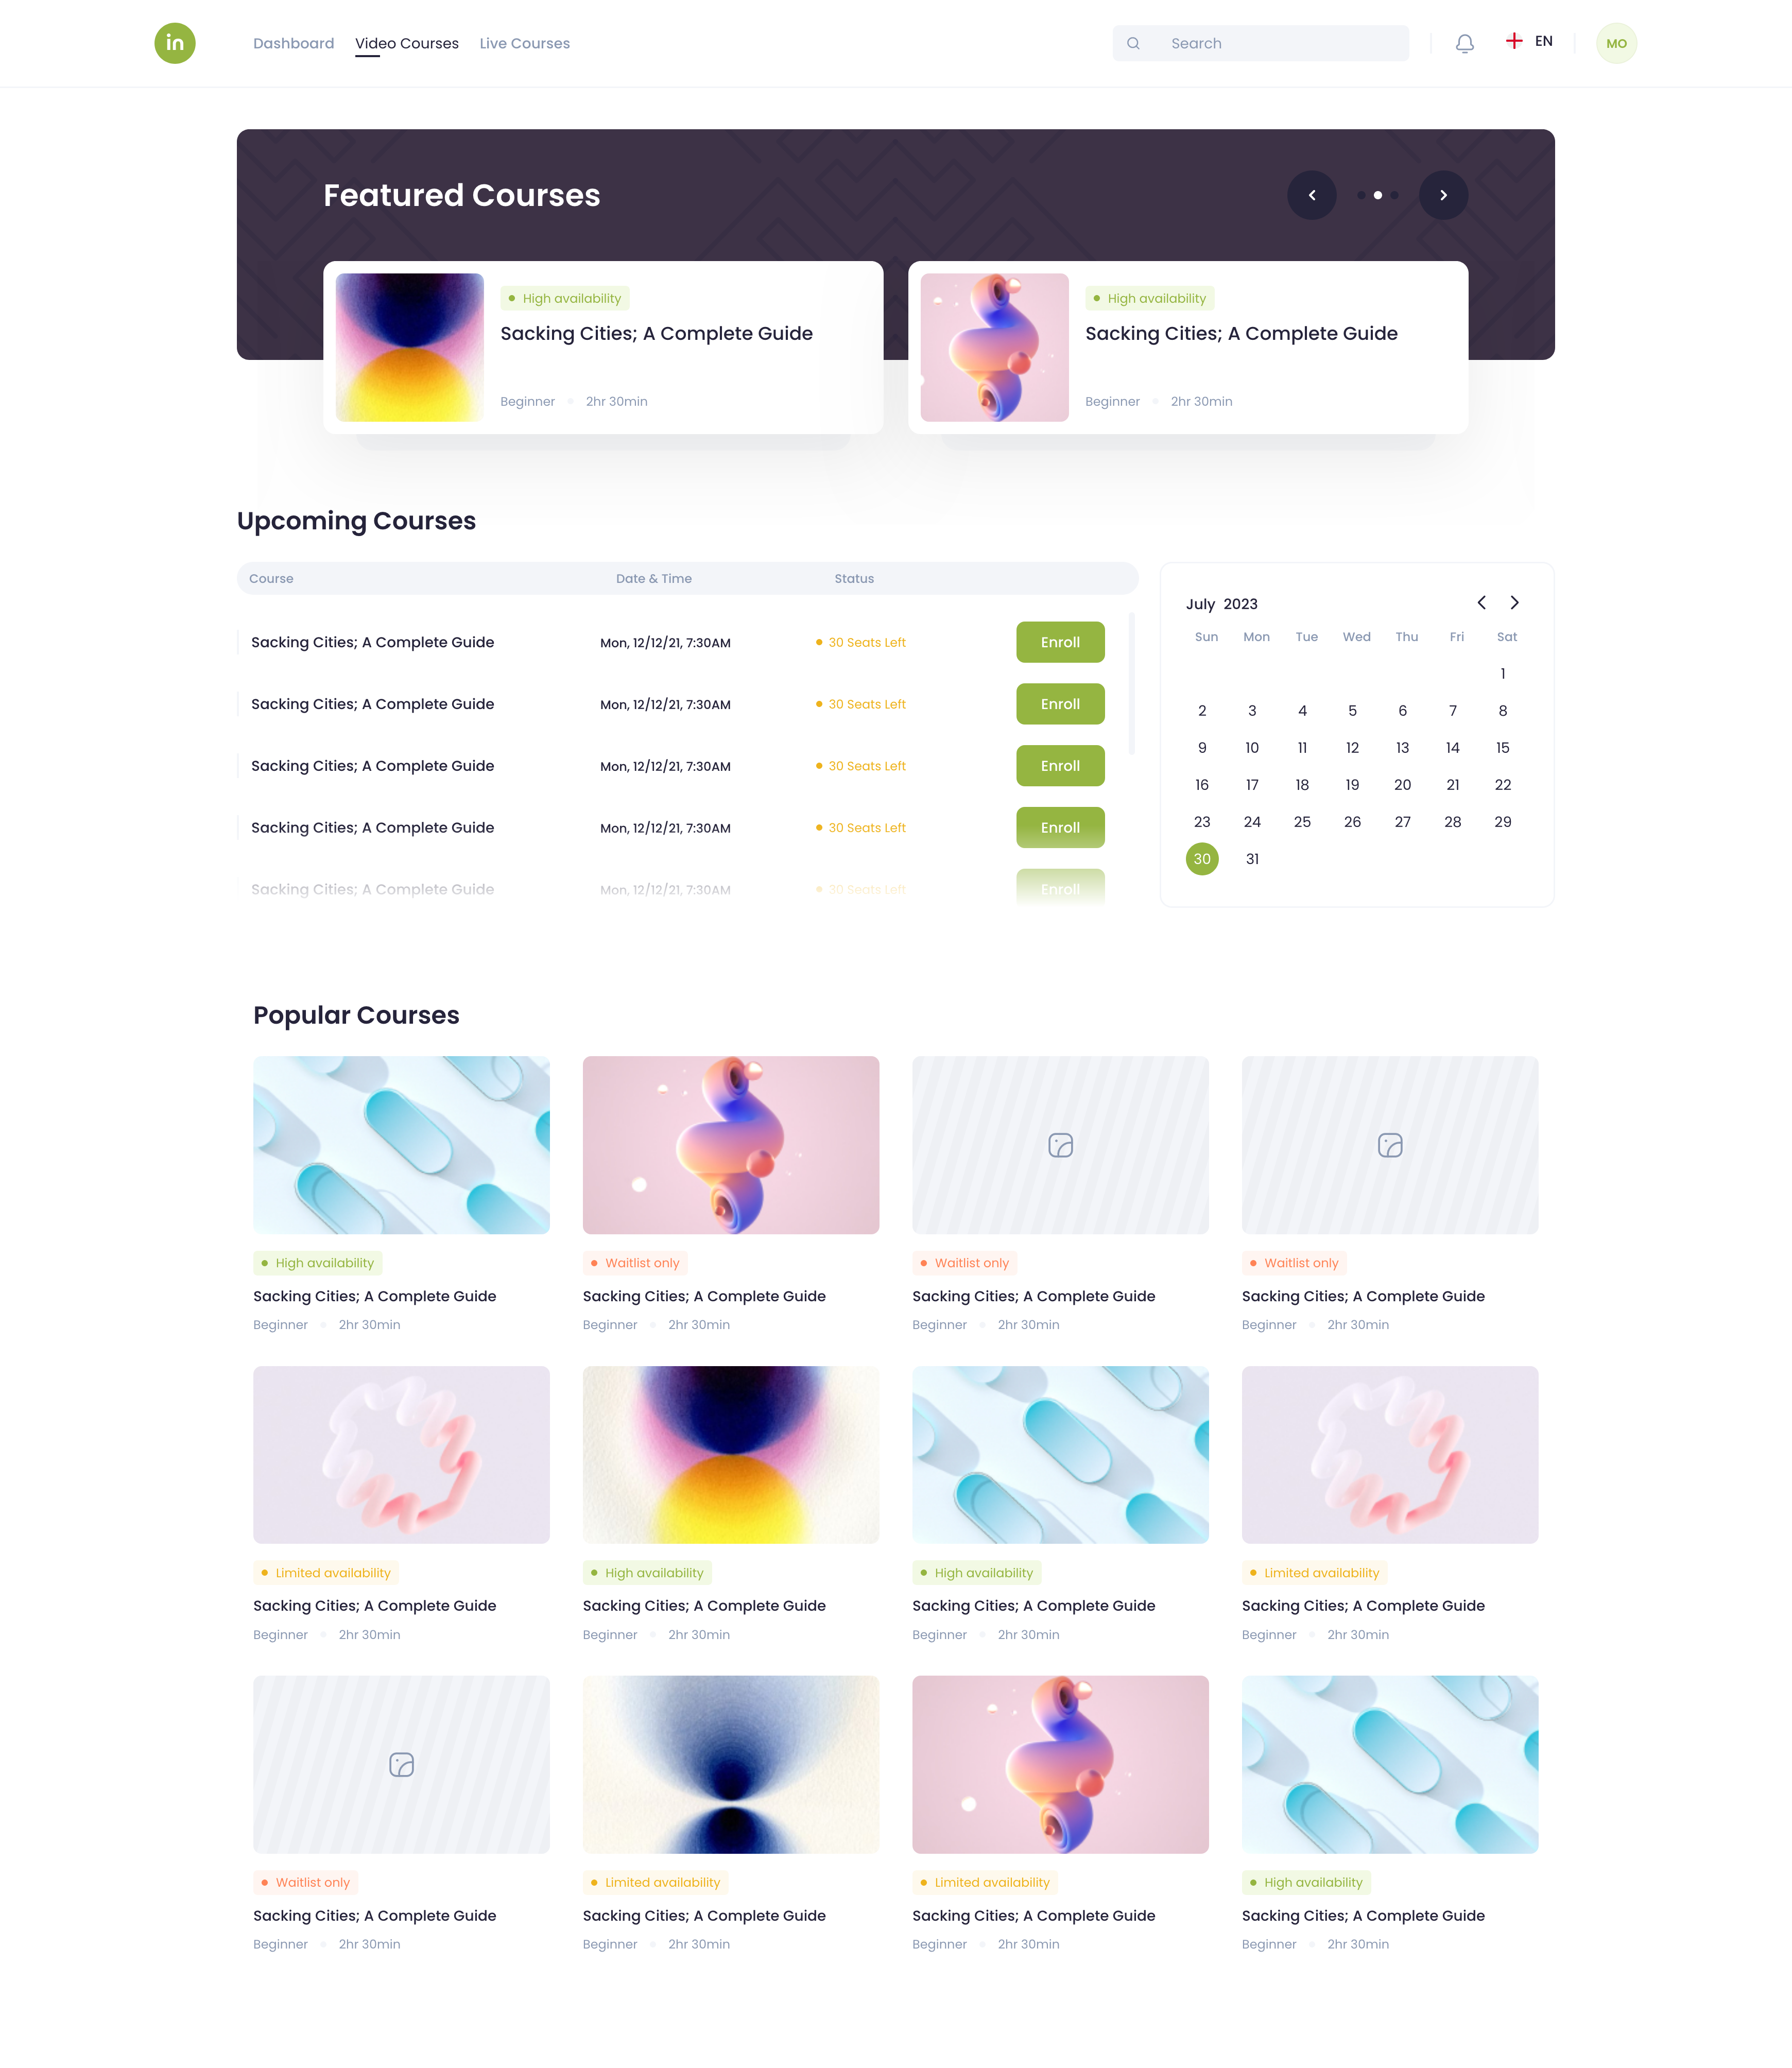 in
Dashboard Video Courses Live Courses Search EN MO
Featured Courses
High availability High availability
Sacking Cities; A Complete Guide Sacking Cities; A Complete Guide
Beginner 2hr 30min Beginner 2hr 30min
Upcoming Courses
Course Date & Time Status
Sacking Cities; A Complete Guide Mon, 12/12/21, 7:30AM 30 Seats Left Enroll
Sacking Cities; A Complete Guide Mon, 12/12/21, 7:30AM 30 Seats Left Enroll
Sacking Cities; A Complete Guide Mon, 12/12/21, 7:30AM 30 Seats Left Enroll
Sacking Cities; A Complete Guide Mon, 12/12/21, 7:30AM 30 Seats Left Enroll
Sacking Cities; A Complete Guide Mon, 12/12/21, 7:30AM 30 Seats Left Enroll
July 2023
Sun Mon Tue Wed Thu Fri Sat
1
2 3 4 5 6 7 8
9 10 11 12 13 14 15
16 17 18 19 20 21 22
23 24 25 26 27 28 29
30 31
Popular Courses
High availability Waitlist only Waitlist only Waitlist only
Sacking Cities; A Complete Guide Sacking Cities; A Complete Guide Sacking Cities; A Complete Guide Sacking Cities; A Complete Guide
Beginner 2hr 30min Beginner 2hr 30min Beginner 2hr 30min Beginner 2hr 30min
Limited availability High availability High availability Limited availability
Sacking Cities; A Complete Guide Sacking Cities; A Complete Guide Sacking Cities; A Complete Guide Sacking Cities; A Complete Guide
Beginner 2hr 30min Beginner 2hr 30min Beginner 2hr 30min Beginner 2hr 30min
Waitlist only Limited availability Limited availability High availability
Sacking Cities; A Complete Guide Sacking Cities; A Complete Guide Sacking Cities; A Complete Guide Sacking Cities; A Complete Guide
Beginner 2hr 30min Beginner 2hr 30min Beginner 2hr 30min Beginner 2hr 30min